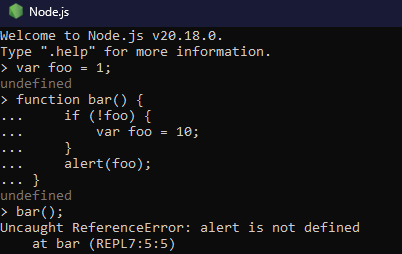 Node.js
Welcome to Node.js v20.18.0.
Type ".help" for more information.
> var foo = 1;
undefined
> function bar() {
...     if (!foo) {
...         var foo = 10;
...     }
...     alert(foo);
... }
undefined
> bar();
Uncaught ReferenceError: alert is not defined
    at bar (REPL7:5:5)